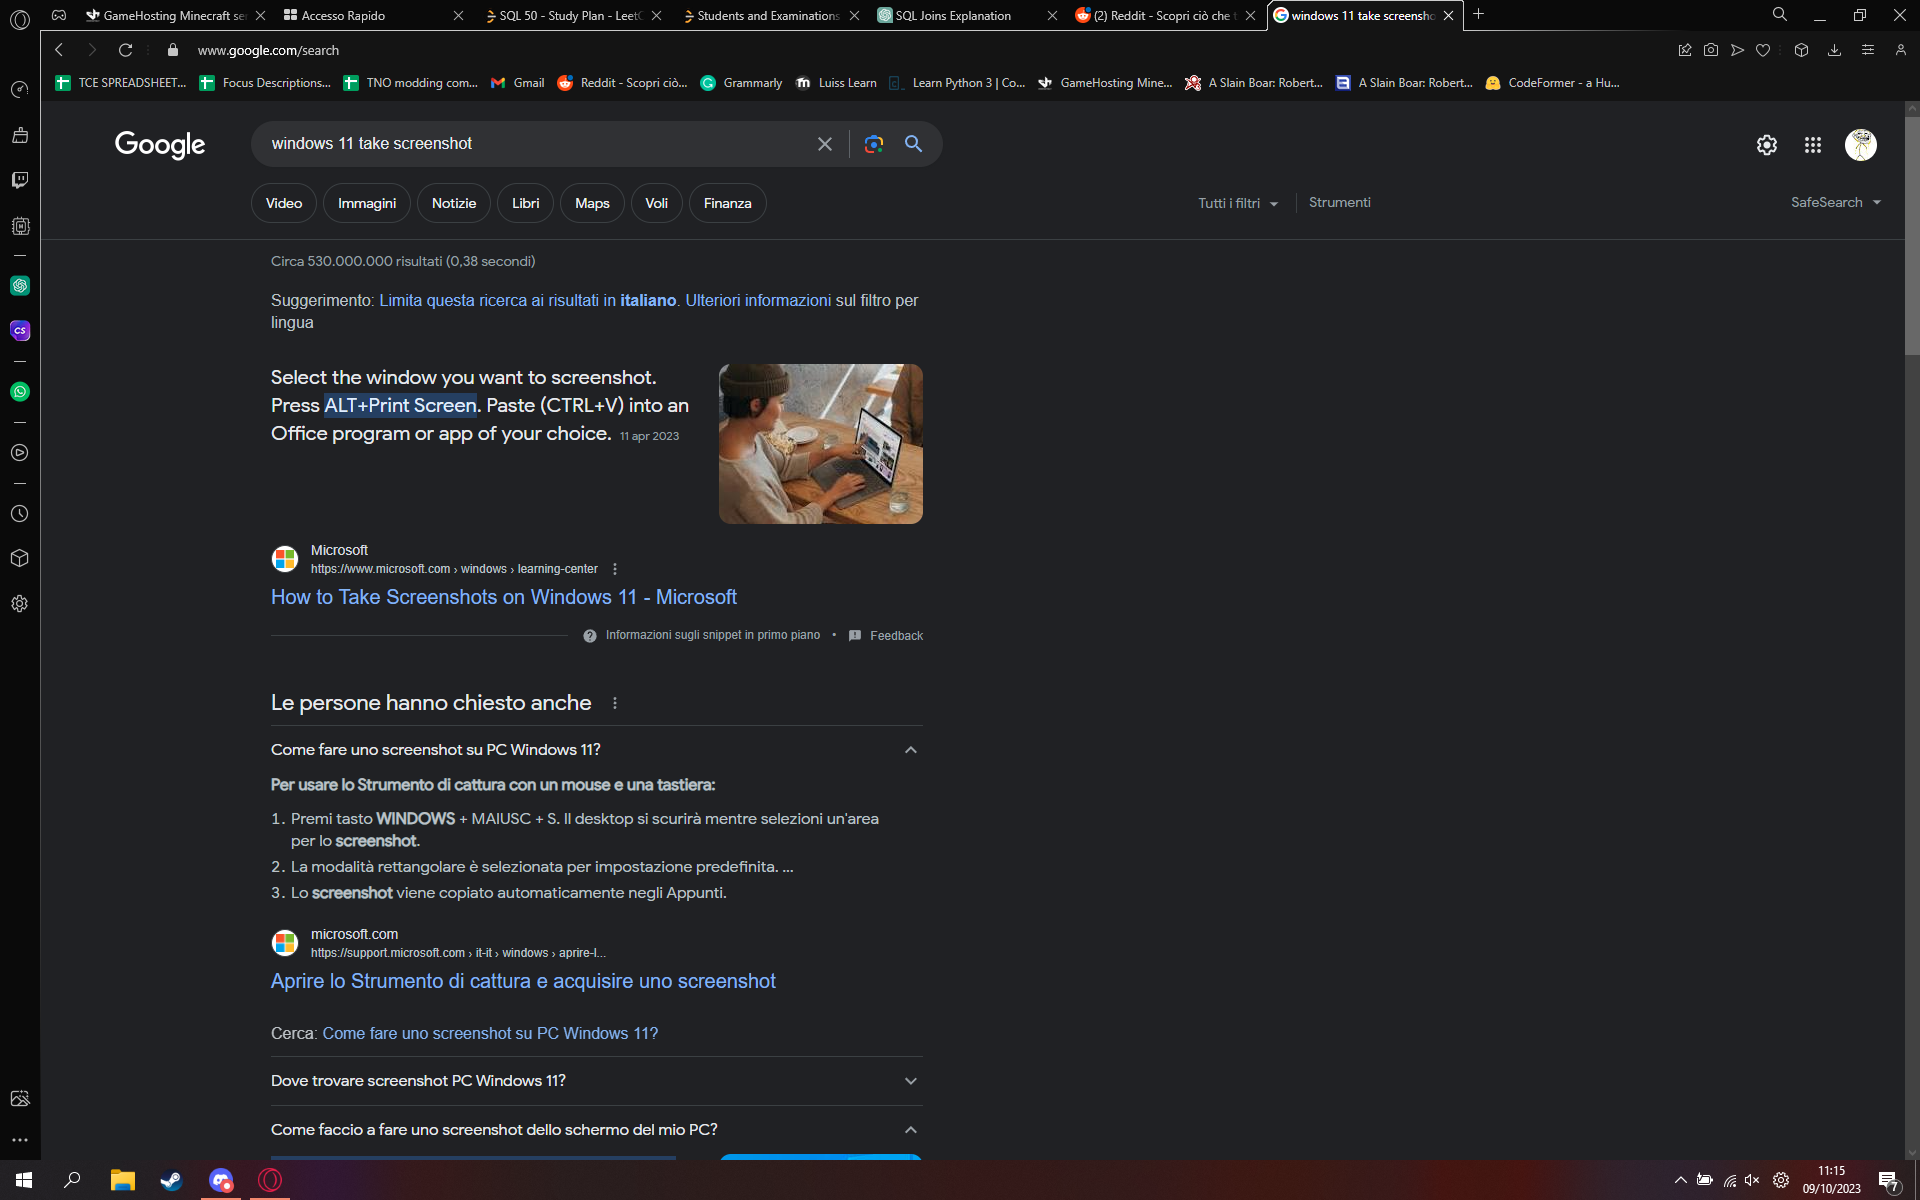 GameHosting Minecraft ser
Accesso Rapido
SQL 50 - Study Plan - LeetC
Students and Examinations
SQL Joins Explanation
(2) Reddit - Scopri ciò che t
windows 11 take screensho
www.google.com/search
TCE SPREADSHEET...
Focus Descriptions...
TNO modding com...
Gmail
Reddit - Scopri ciò...
Grammarly
Luiss Learn
Learn Python 3 | Co...
GameHosting Mine...
A Slain Boar: Robert...
A Slain Boar: Robert...
CodeFormer - a Hu...
Google
windows 11 take screenshot
Video
Immagini
Notizie
Libri
Maps
Voli
Finanza
Tutti i filtri
Strumenti
SafeSearch
Circa 530.000.000 risultati (0,38 secondi)
Suggerimento: Limita questa ricerca ai risultati in italiano. Ulteriori informazioni sul filtro per
lingua
Select the window you want to screenshot.
Press ALT+Print Screen. Paste (CTRL+V) into an
Office program or app of your choice. 11 apr 2023
Microsoft
https://www.microsoft.com › windows › learning-center
How to Take Screenshots on Windows 11 - Microsoft
Informazioni sugli snippet in primo piano • Feedback
Le persone hanno chiesto anche
Come fare uno screenshot su PC Windows 11?
Per usare lo Strumento di cattura con un mouse e una tastiera:
1. Premi tasto WINDOWS + MAIUSC + S. Il desktop si scurirà mentre selezioni un'area
per lo screenshot.
2. La modalità rettangolare è selezionata per impostazione predefinita. ...
3. Lo screenshot viene copiato automaticamente negli Appunti.
microsoft.com
https://support.microsoft.com › it-it › windows › aprire-l...
Aprire lo Strumento di cattura e acquisire uno screenshot
Cerca: Come fare uno screenshot su PC Windows 11?
Dove trovare screenshot PC Windows 11?
Come faccio a fare uno screenshot dello schermo del mio PC?
CS
11:15
09/10/2023
7